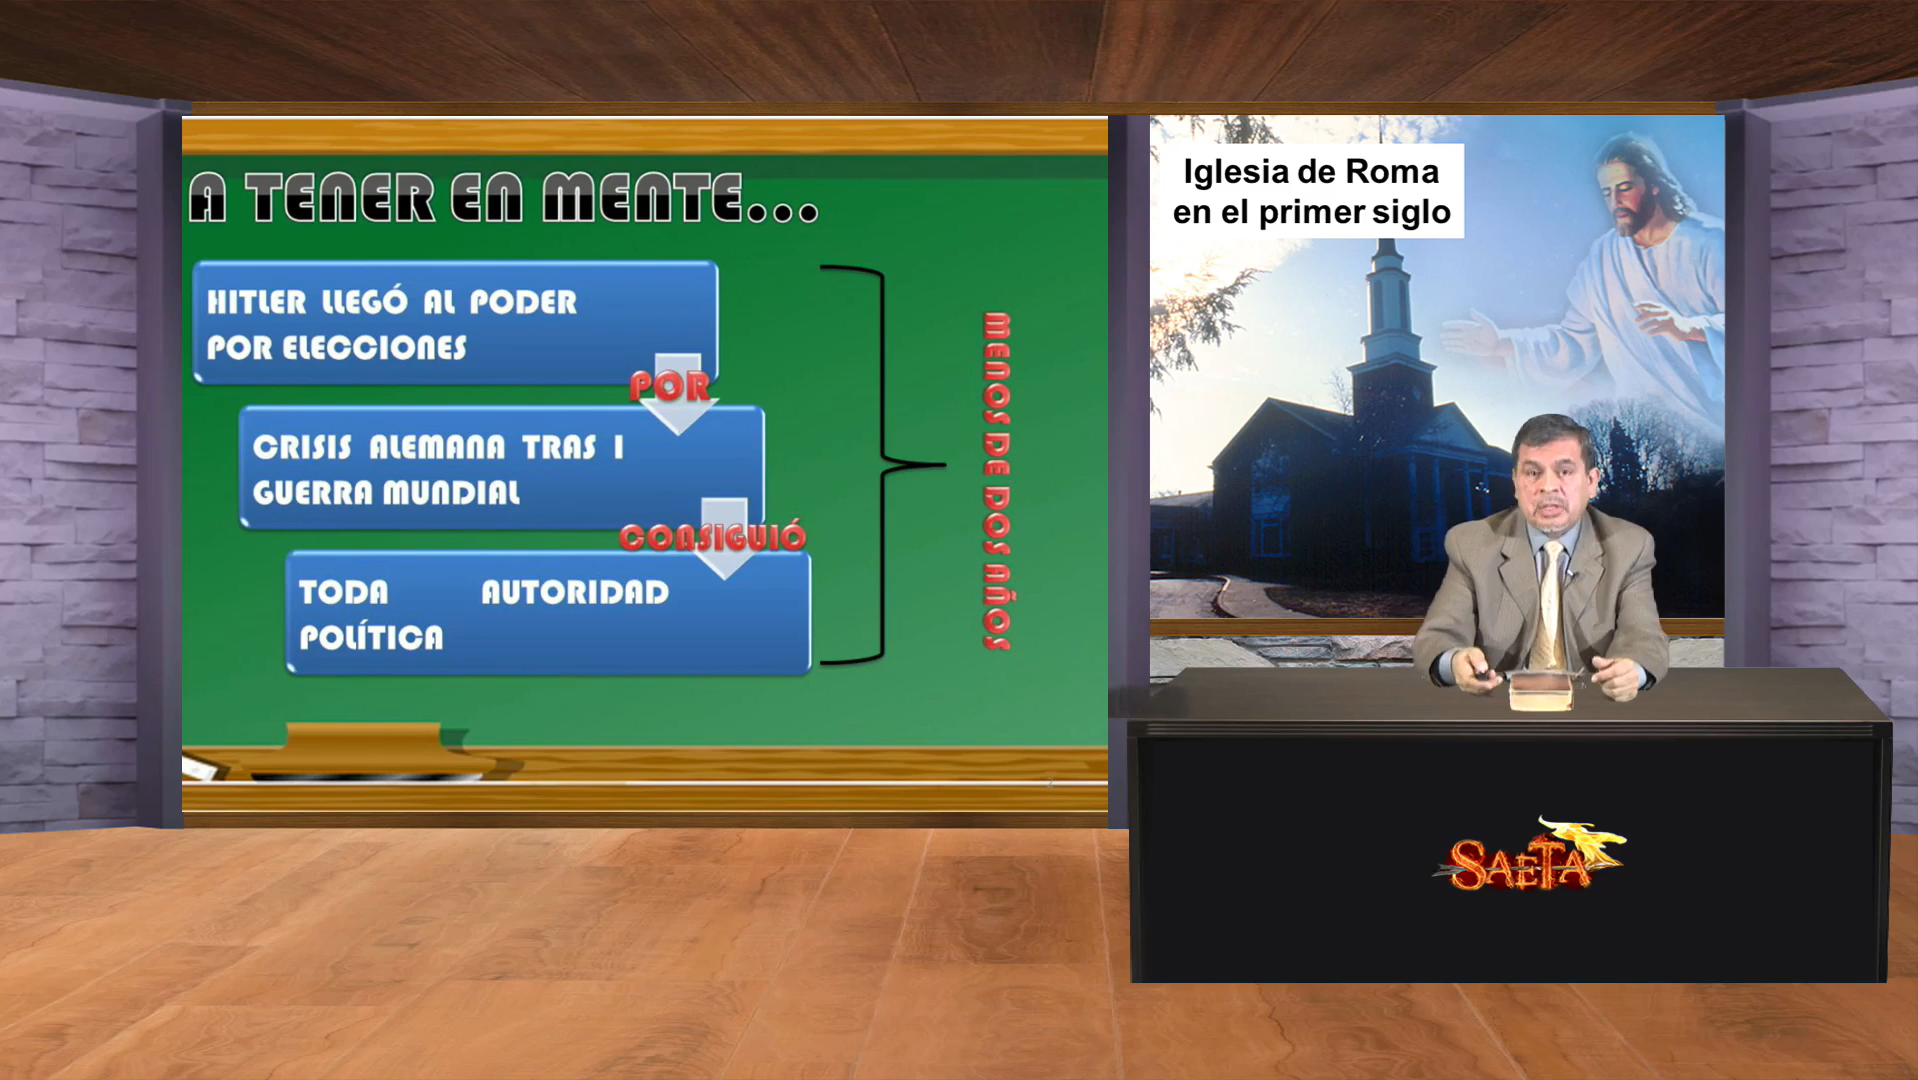 A TENER EN MENTE...
HITLER LLEGÓ AL PODER
POR ELECCIONES
POR
CRISIS ALEMANA TRAS I
GUERRA MUNDIAL
CONSIGUIÓ
TODA AUTORIDAD
POLÍTICA
MENOS DE DOS AÑOS
2
Iglesia de Roma
en el primer siglo
SAETA